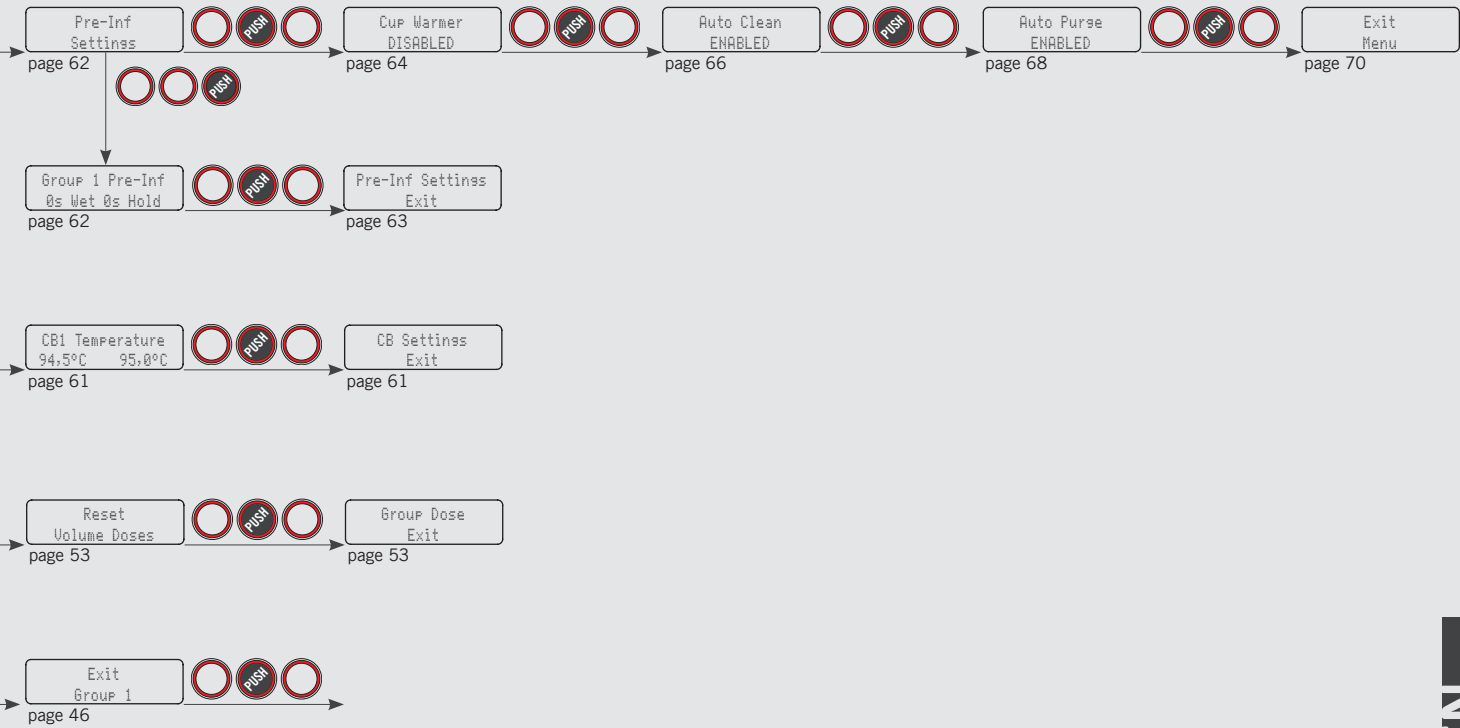 Pre-Inf
Settings
PUSH
Cup Warmer
DISABLED
PUSH
Auto Clean
ENABLED
PUSH
Auto Purge
ENABLED
PUSH
Exit
Menu
page 62
page 64
page 66
page 68
page 70
PUSH
Group 1 Pre-Inf
0s Wet 0s Hold
PUSH
Pre-Inf Settings
Exit
page 62
page 63
CB1 Temperature
94,5°C 95,0°C
PUSH
CB Settings
Exit
page 61
page 61
Reset
Volume Doses
PUSH
Group Dose
Exit
page 53
page 53
Exit
Group 1
PUSH
page 46